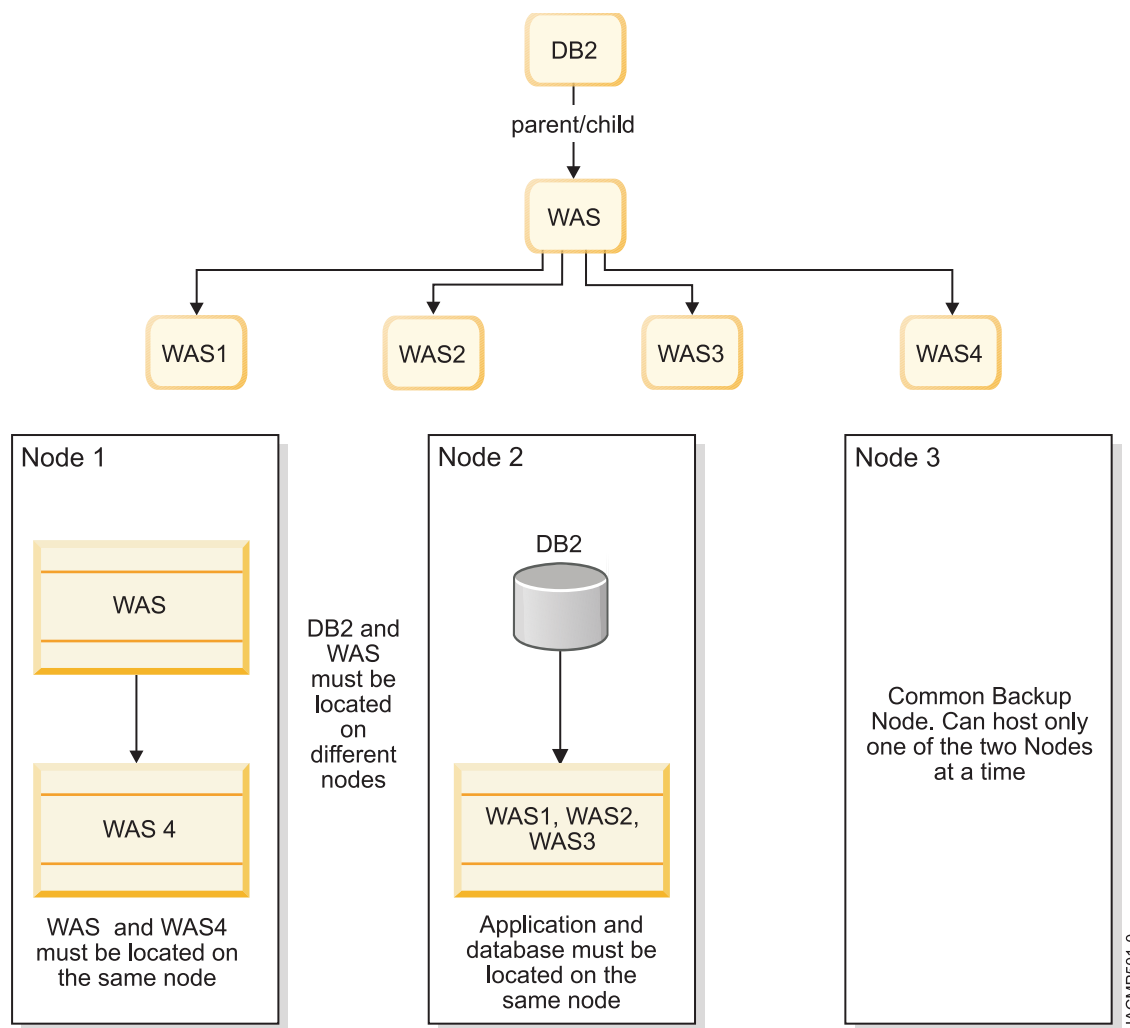 DB2
parent/child
WAS
WAS1
WAS2
WAS3
WAS4
Node 1
WAS
WAS 4
WAS and WAS4
must be located on
the same node
DB2 and
WAS
must be
located
on
different
nodes
Node 2
DB2
WAS1, WAS2,
WAS3
Application and
database must be
located on the
same node
Node 3
Common Backup
Node. Can host only
one of the two Nodes
at a time